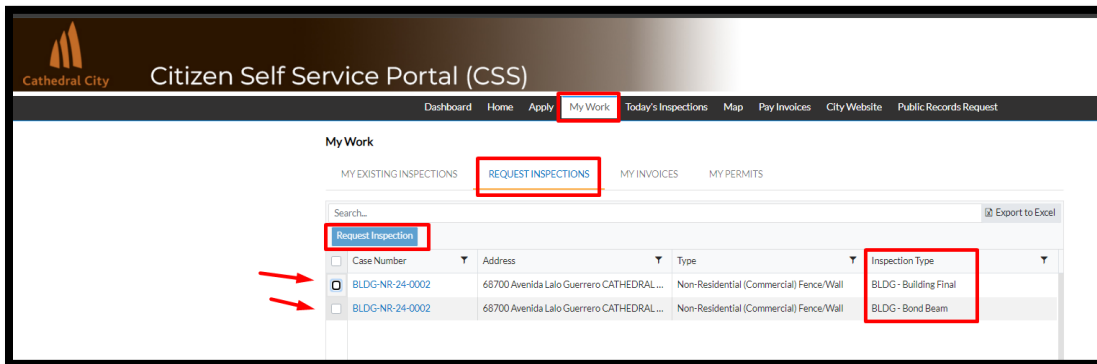 Cathedral City
Citizen Self Service Portal (CSS)
Dashboard Home Apply My Work Today's Inspections Map Pay Invoices City Website Public Records Request
My Work
MY EXISTING INSPECTIONS REQUEST INSPECTIONS MY INVOICES MY PERMITS
Search... Export to Excel
Request Inspection
Case Number Address Type Inspection Type
BLDG-NR-24-0002 68700 Avenida Lalo Guerrero CATHEDRAL ... Non-Residential (Commercial) Fence/Wall BLDG - Building Final
BLDG-NR-24-0002 68700 Avenida Lalo Guerrero CATHEDRAL ... Non-Residential (Commercial) Fence/Wall BLDG - Bond Beam